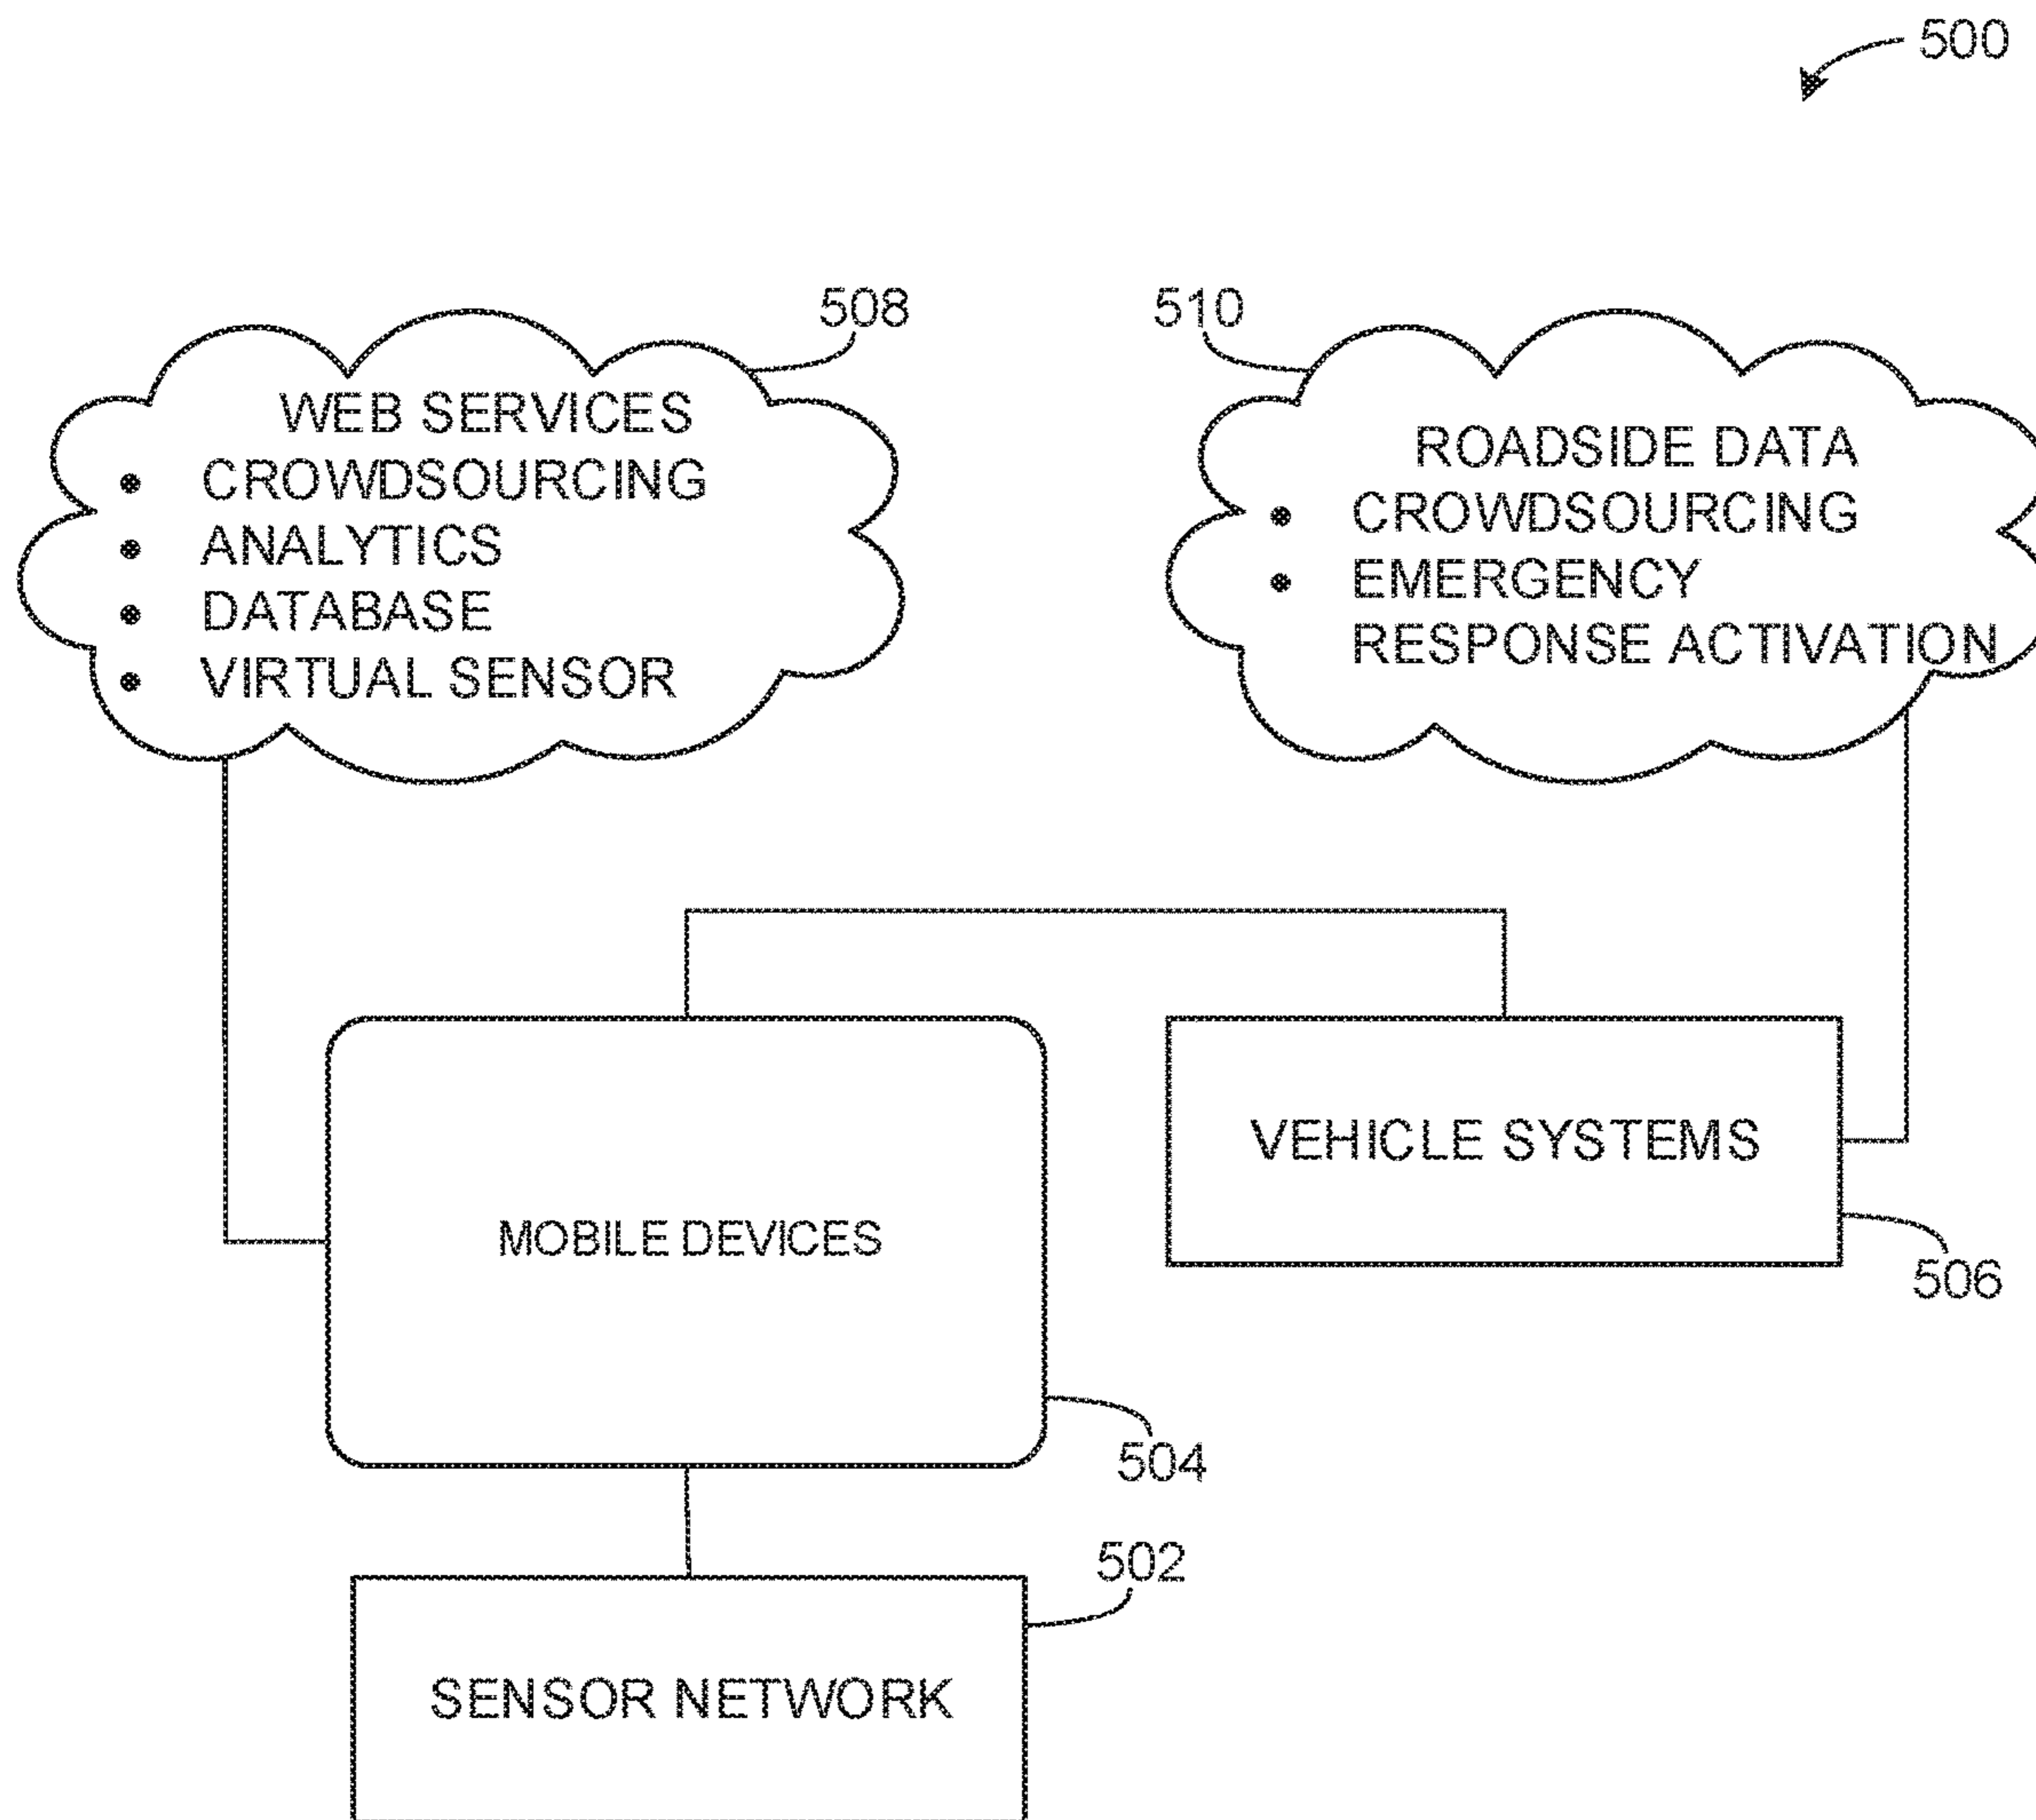 500
508
510
WEB SERVICES
• CROWDSOURCING
• ANALYTICS
• DATABASE
• VIRTUAL SENSOR
ROADSIDE DATA
• CROWDSOURCING
• EMERGENCY
RESPONSE ACTIVATION
VEHICLE SYSTEMS
506
MOBILE DEVICES
504
502
SENSOR NETWORK